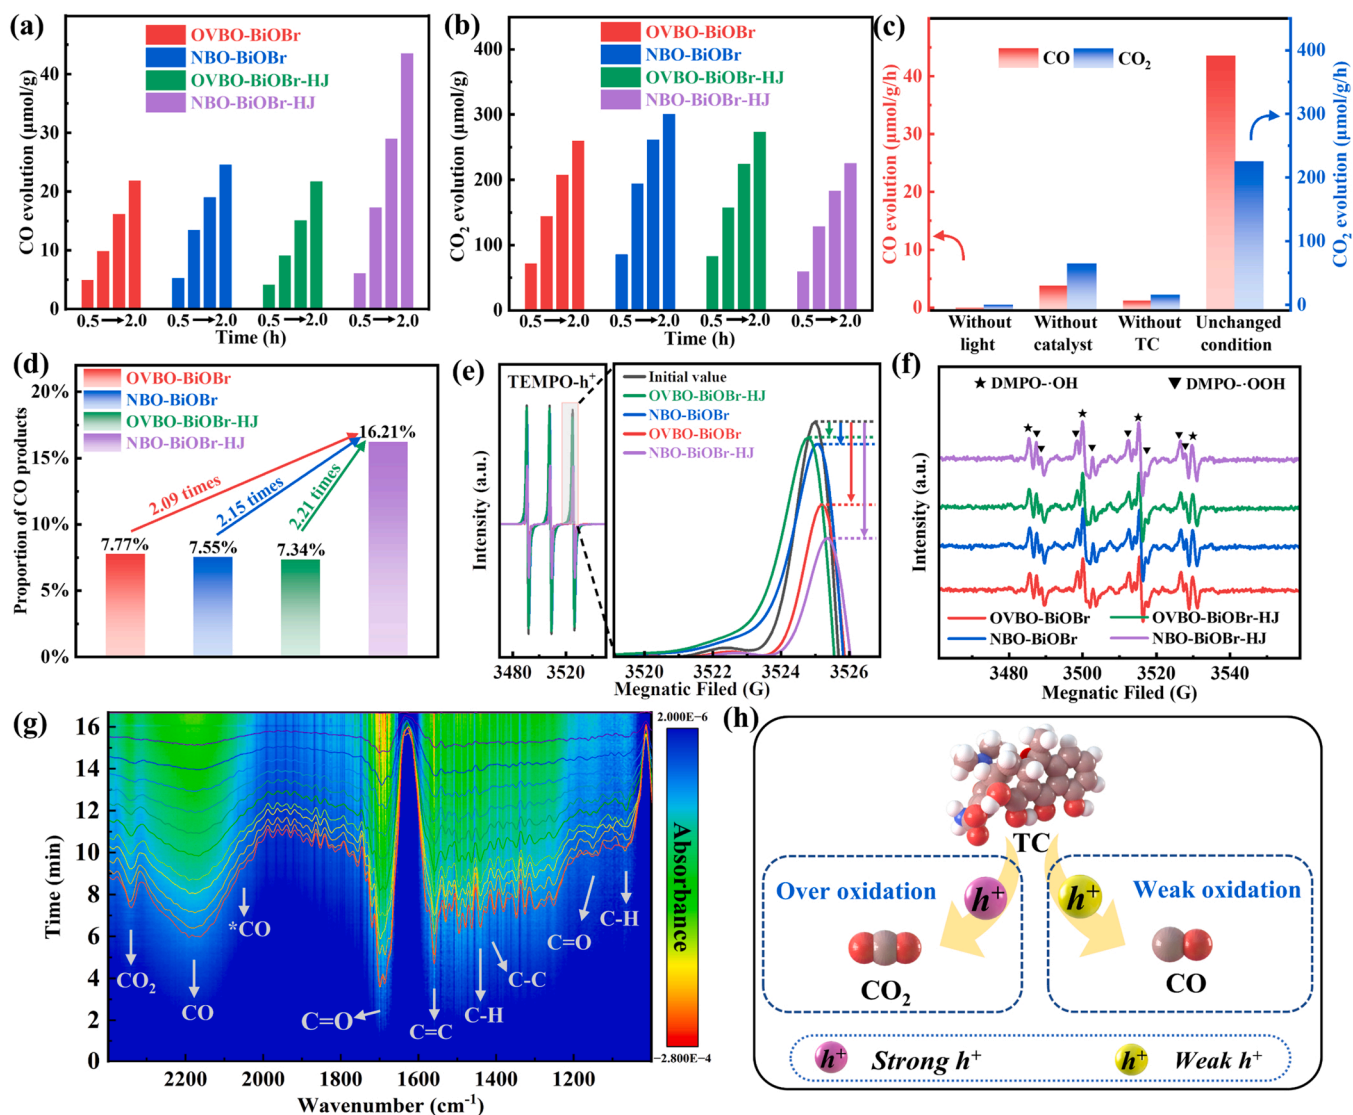 (a)
OVBO-BiOBr
NBO-BiOBr
OVBO-BiOBr-HJ
NBO-BiOBr-HJ
CO evolution (μmol/g)
40
30
20
10
0
0.5→2.0 0.5→2.0 0.5→2.0 0.5→2.0
Time (h)
(b)
OVBO-BiOBr
NBO-BiOBr
OVBO-BiOBr-HJ
NBO-BiOBr-HJ
CO₂ evolution (μmol/g)
400
300
200
100
0
0.5→2.0 0.5→2.0 0.5→2.0 0.5→2.0
Time (h)
(c)
CO CO₂
CO evolution (μmol/g/h)
40
30
20
10
0
CO₂ evolution (μmol/g/h)
400
300
200
100
0
Without light
Without catalyst
Without TC
Unchanged condition
(d)
OVBO-BiOBr
NBO-BiOBr
OVBO-BiOBr-HJ
NBO-BiOBr-HJ
Proportion of CO products
20%
15%
10%
5%
0%
16.21%
2.09 times
2.15 times
2.21 times
7.77%
7.55%
7.34%
(e)
TEMPO-h⁺
Initial value
OVBO-BiOBr-HJ
NBO-BiOBr
OVBO-BiOBr
NBO-BiOBr-HJ
Intensity (a.u.)
3480 3520 3520 3522 3524 3526
Megnatic Filed (G)
(f)
★ DMPO-·OH ▼ DMPO-·OOH
Intensity (a.u.)
OVBO-BiOBr OVBO-BiOBr-HJ
NBO-BiOBr NBO-BiOBr-HJ
3480 3500 3520 3540
Megnatic Filed (G)
(g)
16
14
12
10
8
6
4
2
0
Time (min)
CO₂
CO
*CO
C=O
C=C
C-H
C-C
C=O
C-H
2200 2000 1800 1600 1400 1200
Wavenumber (cm⁻¹)
2.000E−6
Absorbance
−2.800E−4
(h)
TC
Over oxidation
h⁺
h⁺
Weak oxidation
CO₂
CO
h⁺ Strong h⁺
h⁺ Weak h⁺